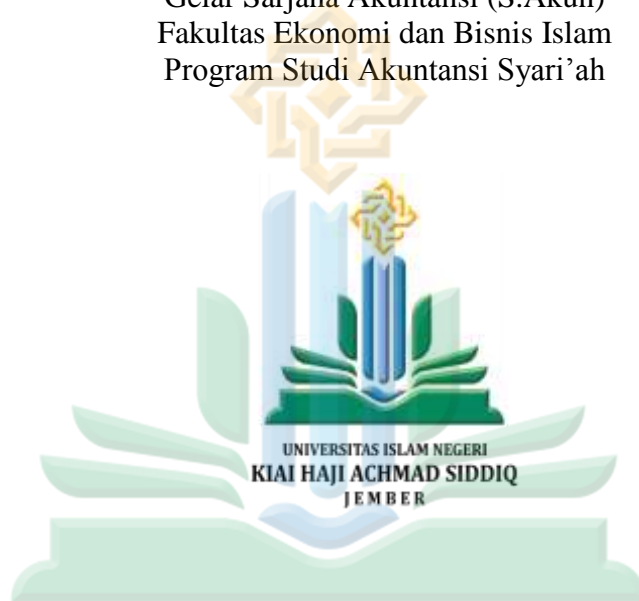 Gelar Sarjana Akuntansi (S.Akun)
Fakultas Ekonomi dan Bisnis Islam
Program Studi Akuntansi Syari’ah
UNIVERSITAS ISLAM NEGERI
KIAI HAJI ACHMAD SIDDIQ
JEMBER